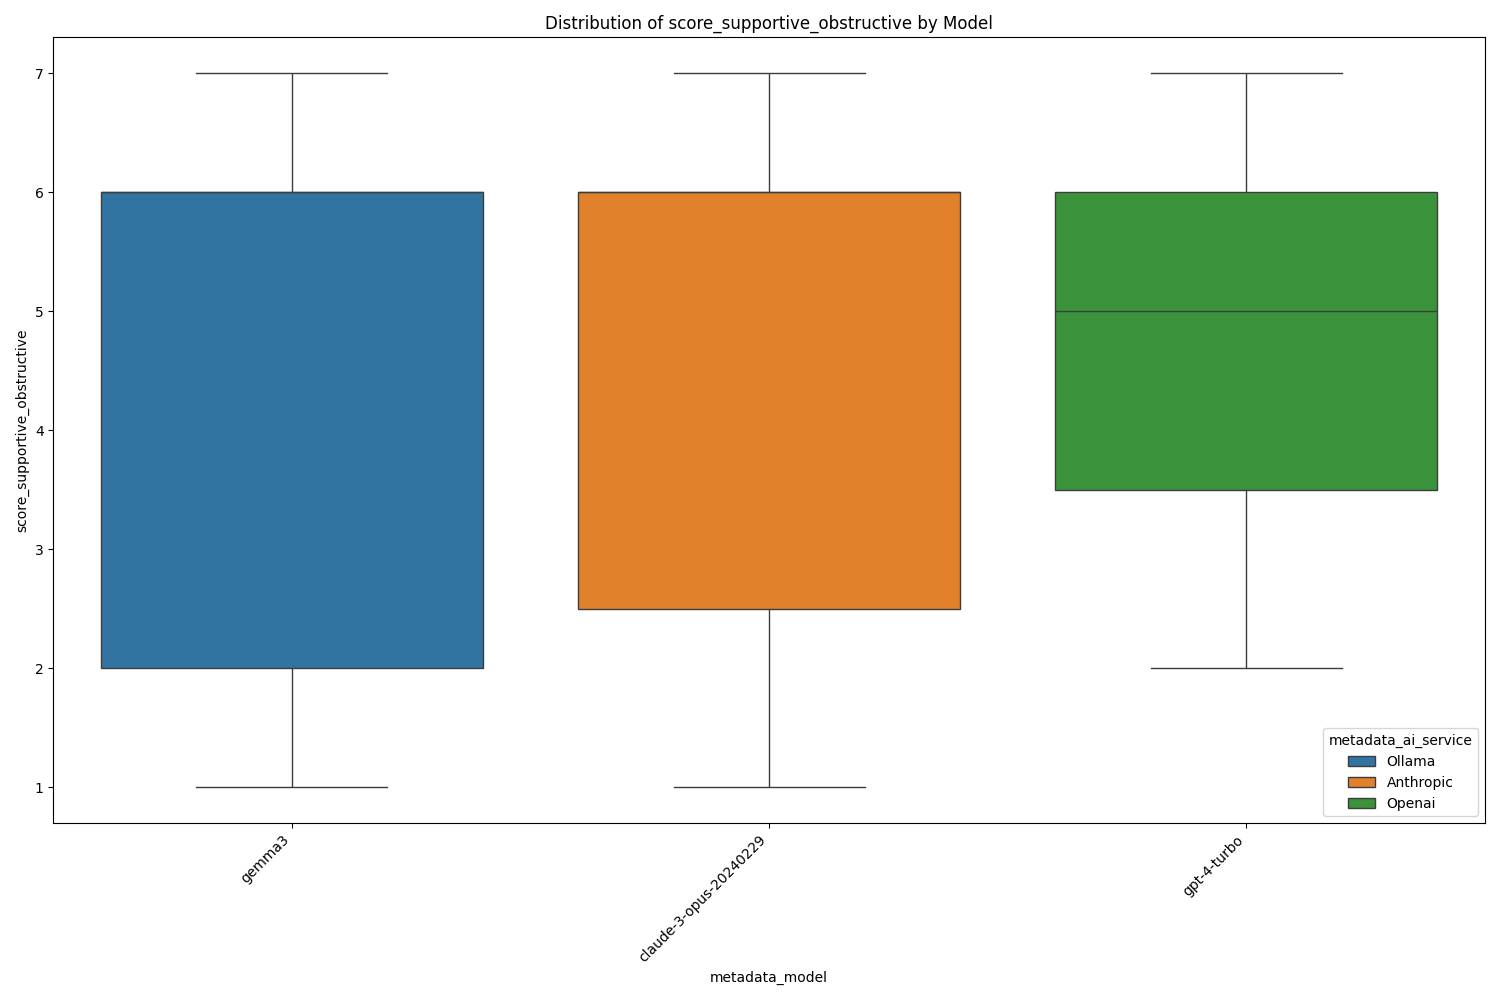 Distribution of score_supportive_obstructive by Model
score_supportive_obstructive
7
6
5
4
3
2
1
metadata_ai_service
Ollama
Anthropic
Openai
gemma3
claude-3-opus-20240229
gpt-4-turbo
metadata_model